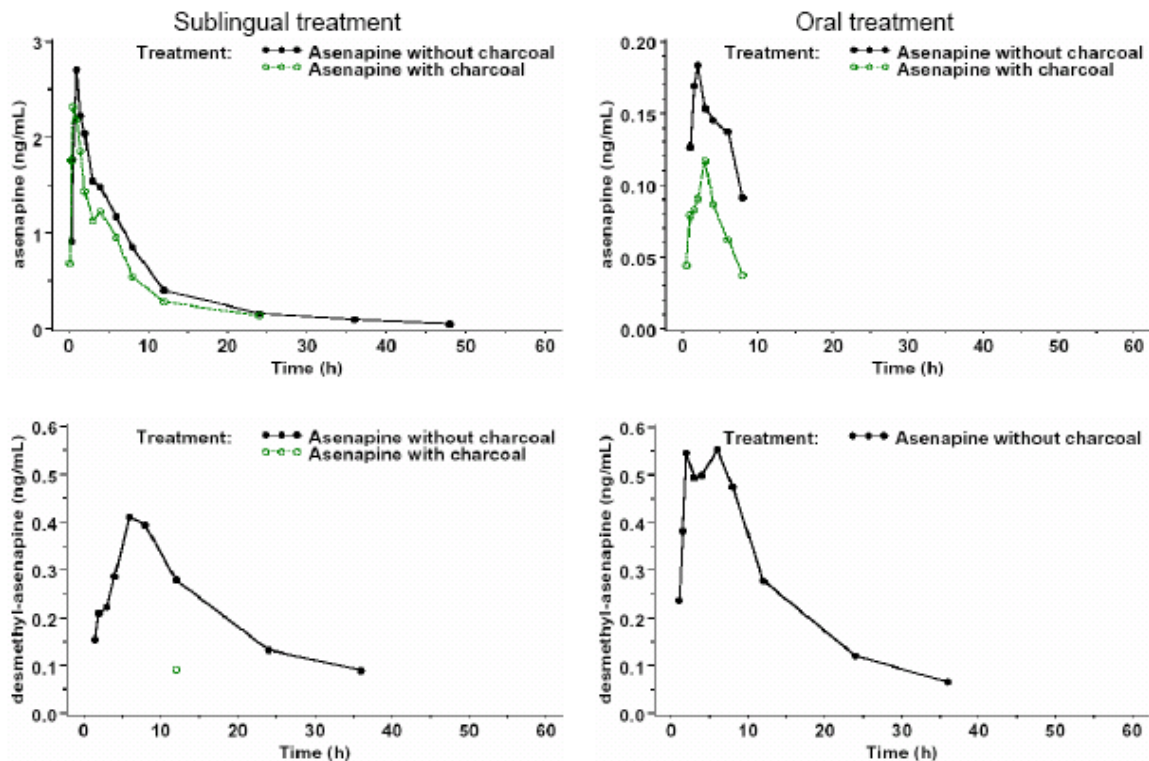 Sublingual treatment
Treatment: Asenapine without charcoal
Asenapine with charcoal
asenapine (ng/mL)
3
2
1
0
0 10 20 30 40 50 60
Time (h)
Oral treatment
Treatment: Asenapine without charcoal
Asenapine with charcoal
asenapine (ng/mL)
0.20
0.15
0.10
0.05
0.00
0 10 20 30 40 50 60
Time (h)
Treatment: Asenapine without charcoal
Asenapine with charcoal
desmethyl-asenapine (ng/mL)
0.6
0.5
0.4
0.3
0.2
0.1
0.0
0 10 20 30 40 50 60
Time (h)
Treatment: Asenapine without charcoal
desmethyl-asenapine (ng/mL)
0.6
0.5
0.4
0.3
0.2
0.1
0.0
0 10 20 30 40 50 60
Time (h)